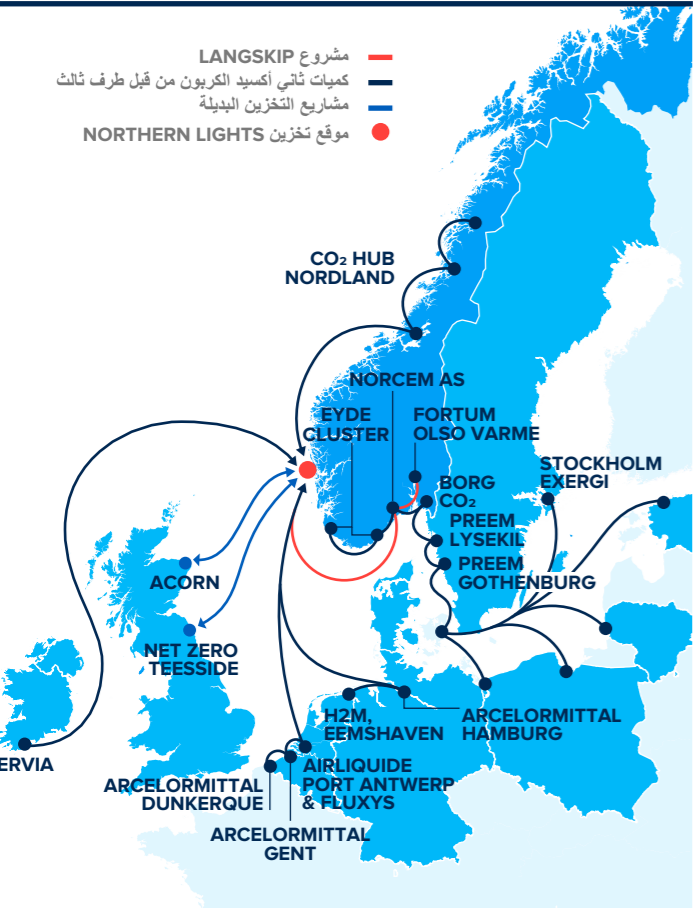 مشروع LANGSKIP
كميات ثاني أكسيد الكربون من قبل طرف ثالث
مشاريع التخزين البديلة
موقع تخزين NORTHERN LIGHTS
CO₂ HUB
NORDLAND
NORCEM AS
EYDE
CLUSTER
FORTUM
OLSO VARME
STOCKHOLM
EXERGI
BORG
CO₂
PREEM
LYSEKIL
PREEM
GOTHENBURG
ACORN
NET ZERO
TEESSIDE
ERVIA
H2M,
EEMSHAVEN
ARCELORMITTAL
HAMBURG
ARCELORMITTAL
DUNKERQUE
AIRLIQUIDE
PORT ANTWERP
& FLUXYS
ARCELORMITTAL
GENT